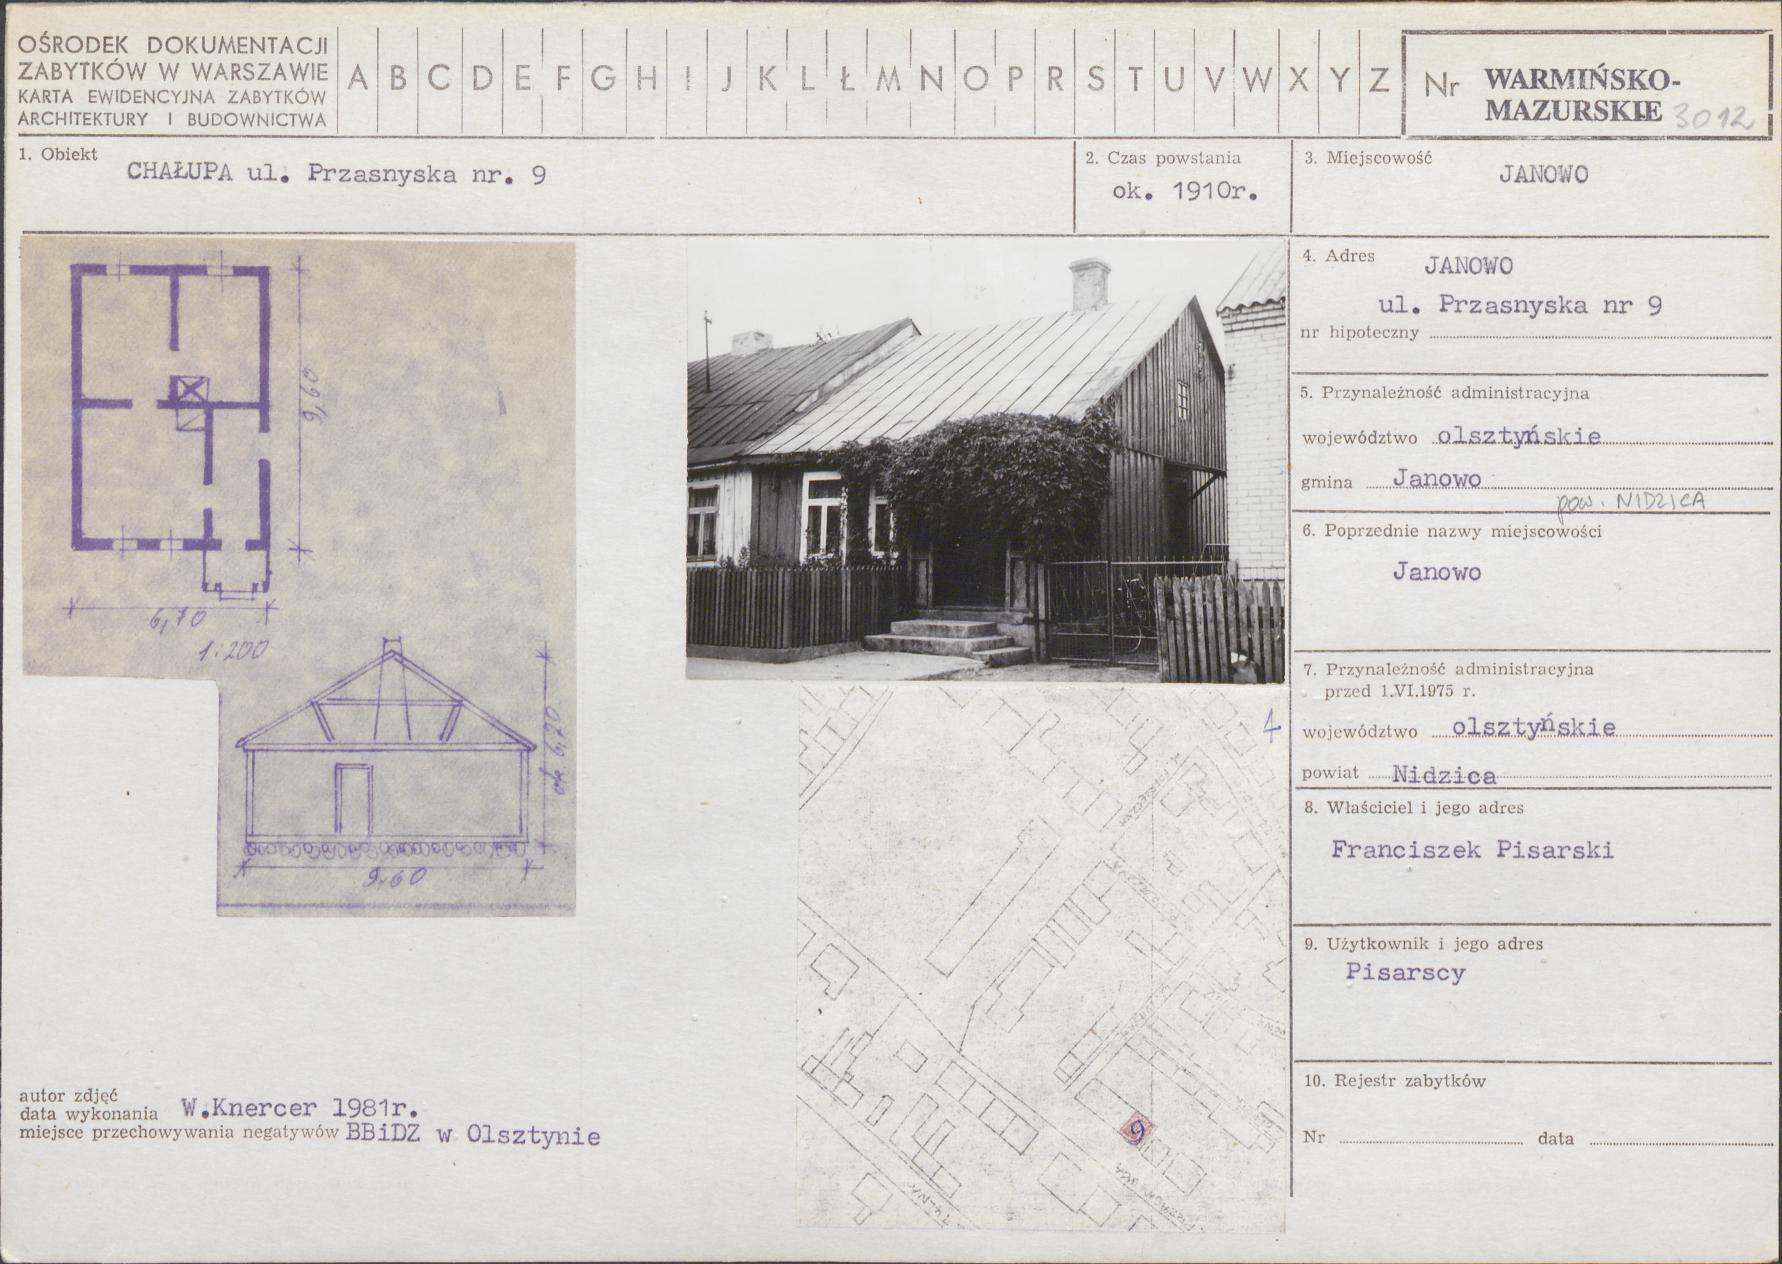 OŚRODEK DOKUMENTACJI
ZABYTKÓW W WARSZAWIE
KARTA EWIDENCYJNA ZABYTKÓW
ARCHITEKTURY I BUDOWNICTWA
A B C D E F G H I J K L Ł M N O P R S T U V W X Y Z
Nr WARMIŃSKO-
MAZURSKIE 3012
1. Obiekt
CHAŁUPA ul. Przasnyska nr. 9
2. Czas powstania
ok. 1910r.
3. Miejscowość
JANOWO
9,60
6,70
1:200
ok 6,20
9,60
4
9
4. Adres JANOWO
ul. Przasnyska nr 9
nr hipoteczny
5. Przynależność administracyjna
województwo olsztyńskie
gmina Janowo
pow. NIDZICA
6. Poprzednie nazwy miejscowości
Janowo
7. Przynależność administracyjna
przed 1.VI.1975 r.
województwo olsztyńskie
powiat Nidzica
8. Właściciel i jego adres
Franciszek Pisarski
9. Użytkownik i jego adres
Pisarscy
10. Rejestr zabytków
Nr data
autor zdjęć
data wykonania W.Knercer 1981r.
miejsce przechowywania negatywów BBiDZ w Olsztynie